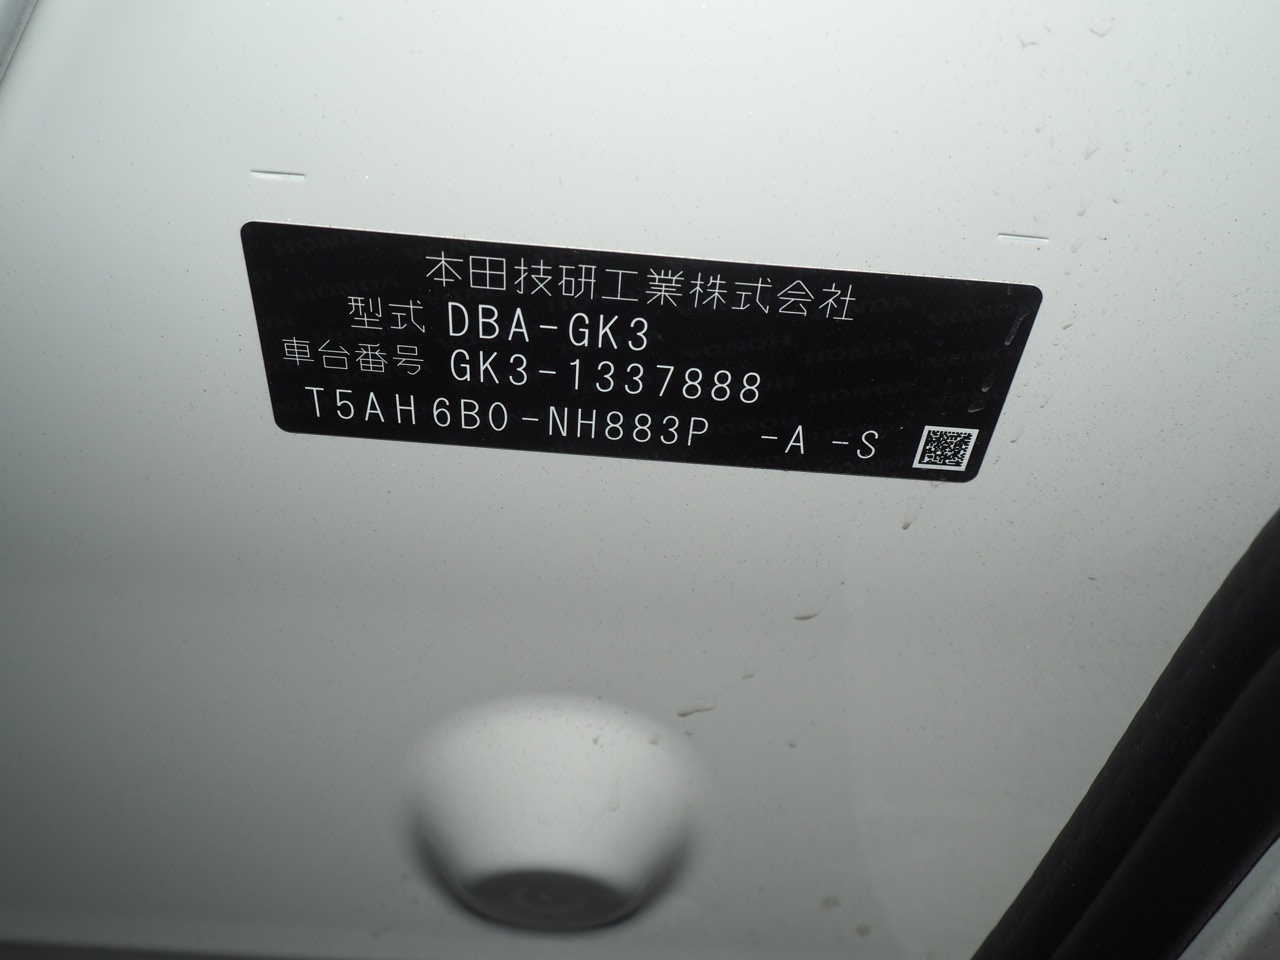 本田技研工業株式会社
型式 DBA-GK3
車台番号 GK3-1337888
T5AH6B0-NH883P -A -S